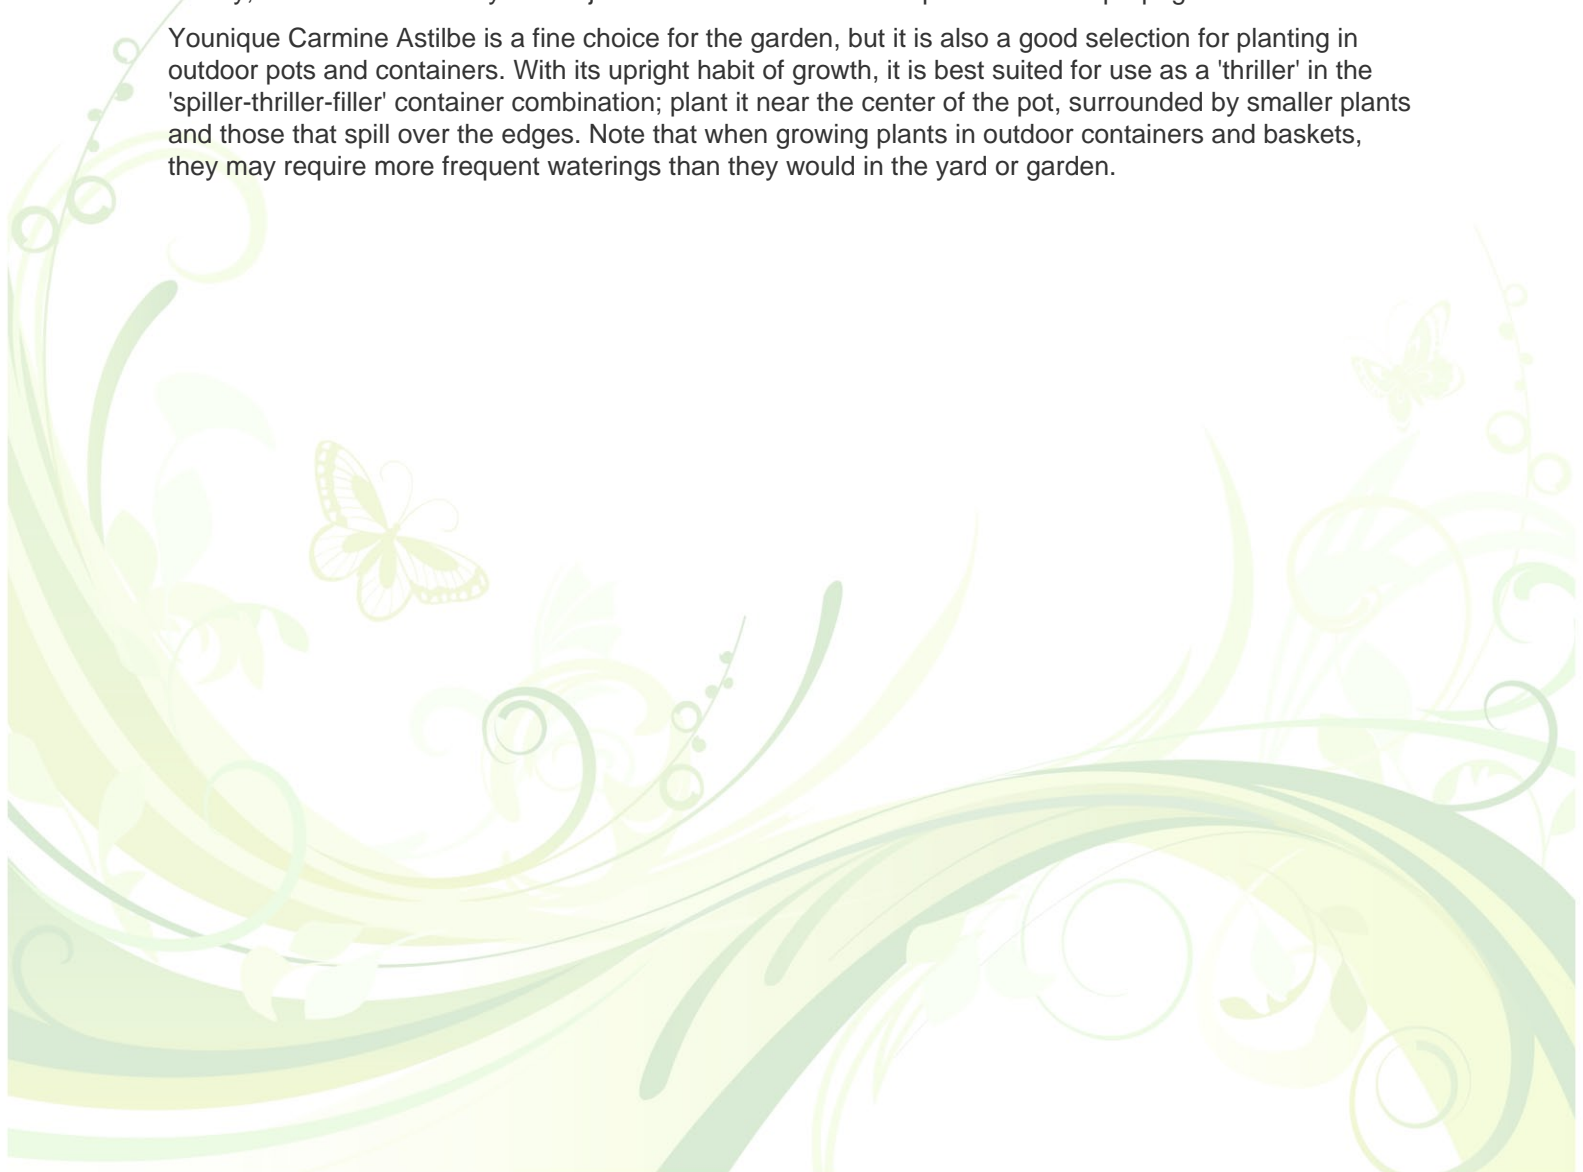 Younique Carmine Astilbe is a fine choice for the garden, but it is also a good selection for planting in
outdoor pots and containers. With its upright habit of growth, it is best suited for use as a 'thriller' in the
'spiller-thriller-filler' container combination; plant it near the center of the pot, surrounded by smaller plants
and those that spill over the edges. Note that when growing plants in outdoor containers and baskets,
they may require more frequent waterings than they would in the yard or garden.